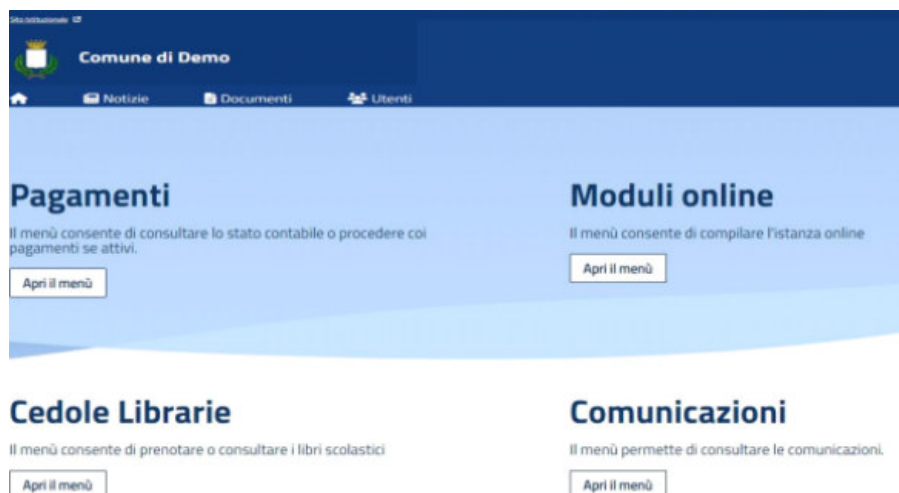 Sito Istituzionale
Comune di Demo
Notizie Documenti Utenti
Pagamenti
Il menù consente di consultare lo stato contabile o procedere coi
pagamenti se attivi.
Apri il menù
Moduli online
Il menù consente di compilare l'istanza online
Apri il menù
Cedole Librarie
Il menù consente di prenotare o consultare i libri scolastici
Apri il menù
Comunicazioni
Il menù permette di consultare le comunicazioni.
Apri il menù